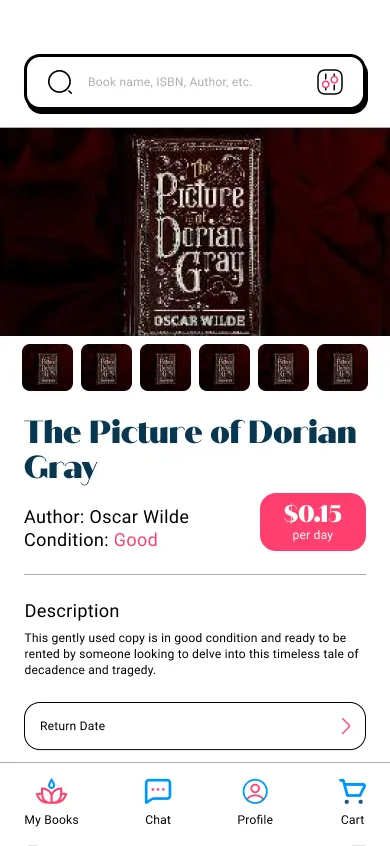 Book name, ISBN, Author, etc.
The
Picture
of
Dorian
Gray
OSCAR WILDE
The Picture of Dorian
Gray
Author: Oscar Wilde
Condition: Good
$0.15
per day
Description
This gently used copy is in good condition and ready to be
rented by someone looking to delve into this timeless tale of
decadence and tragedy.
Return Date
My Books
Chat
Profile
Cart